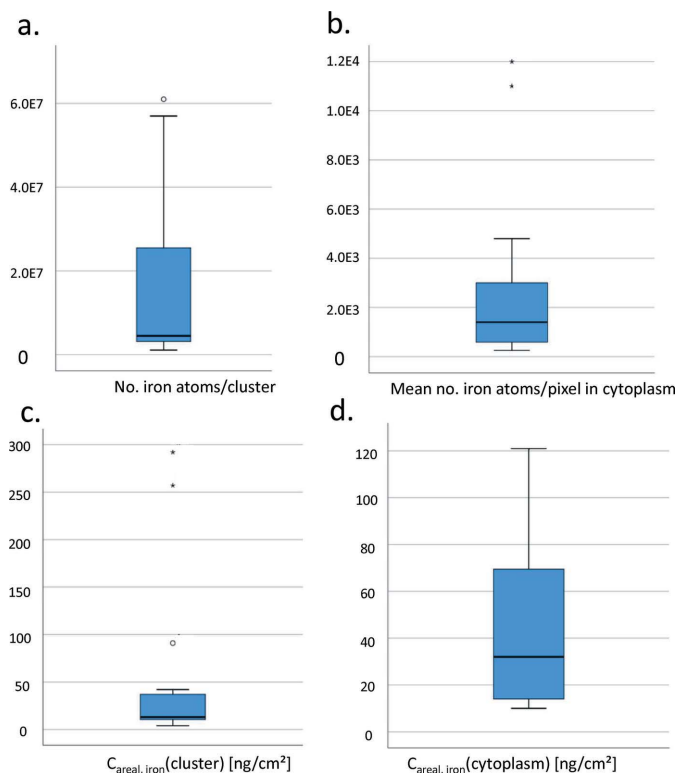 a.
6.0E7
4.0E7
2.0E7
0
No. iron atoms/cluster
b.
1.2E4
1.0E4
8.0E3
6.0E3
4.0E3
2.0E3
0
Mean no. iron atoms/pixel in cytoplasm
c.
300
250
200
150
100
50
0
Careal, iron(cluster) [ng/cm²]
d.
120
100
80
60
40
20
0
Careal, iron(cytoplasm) [ng/cm²]